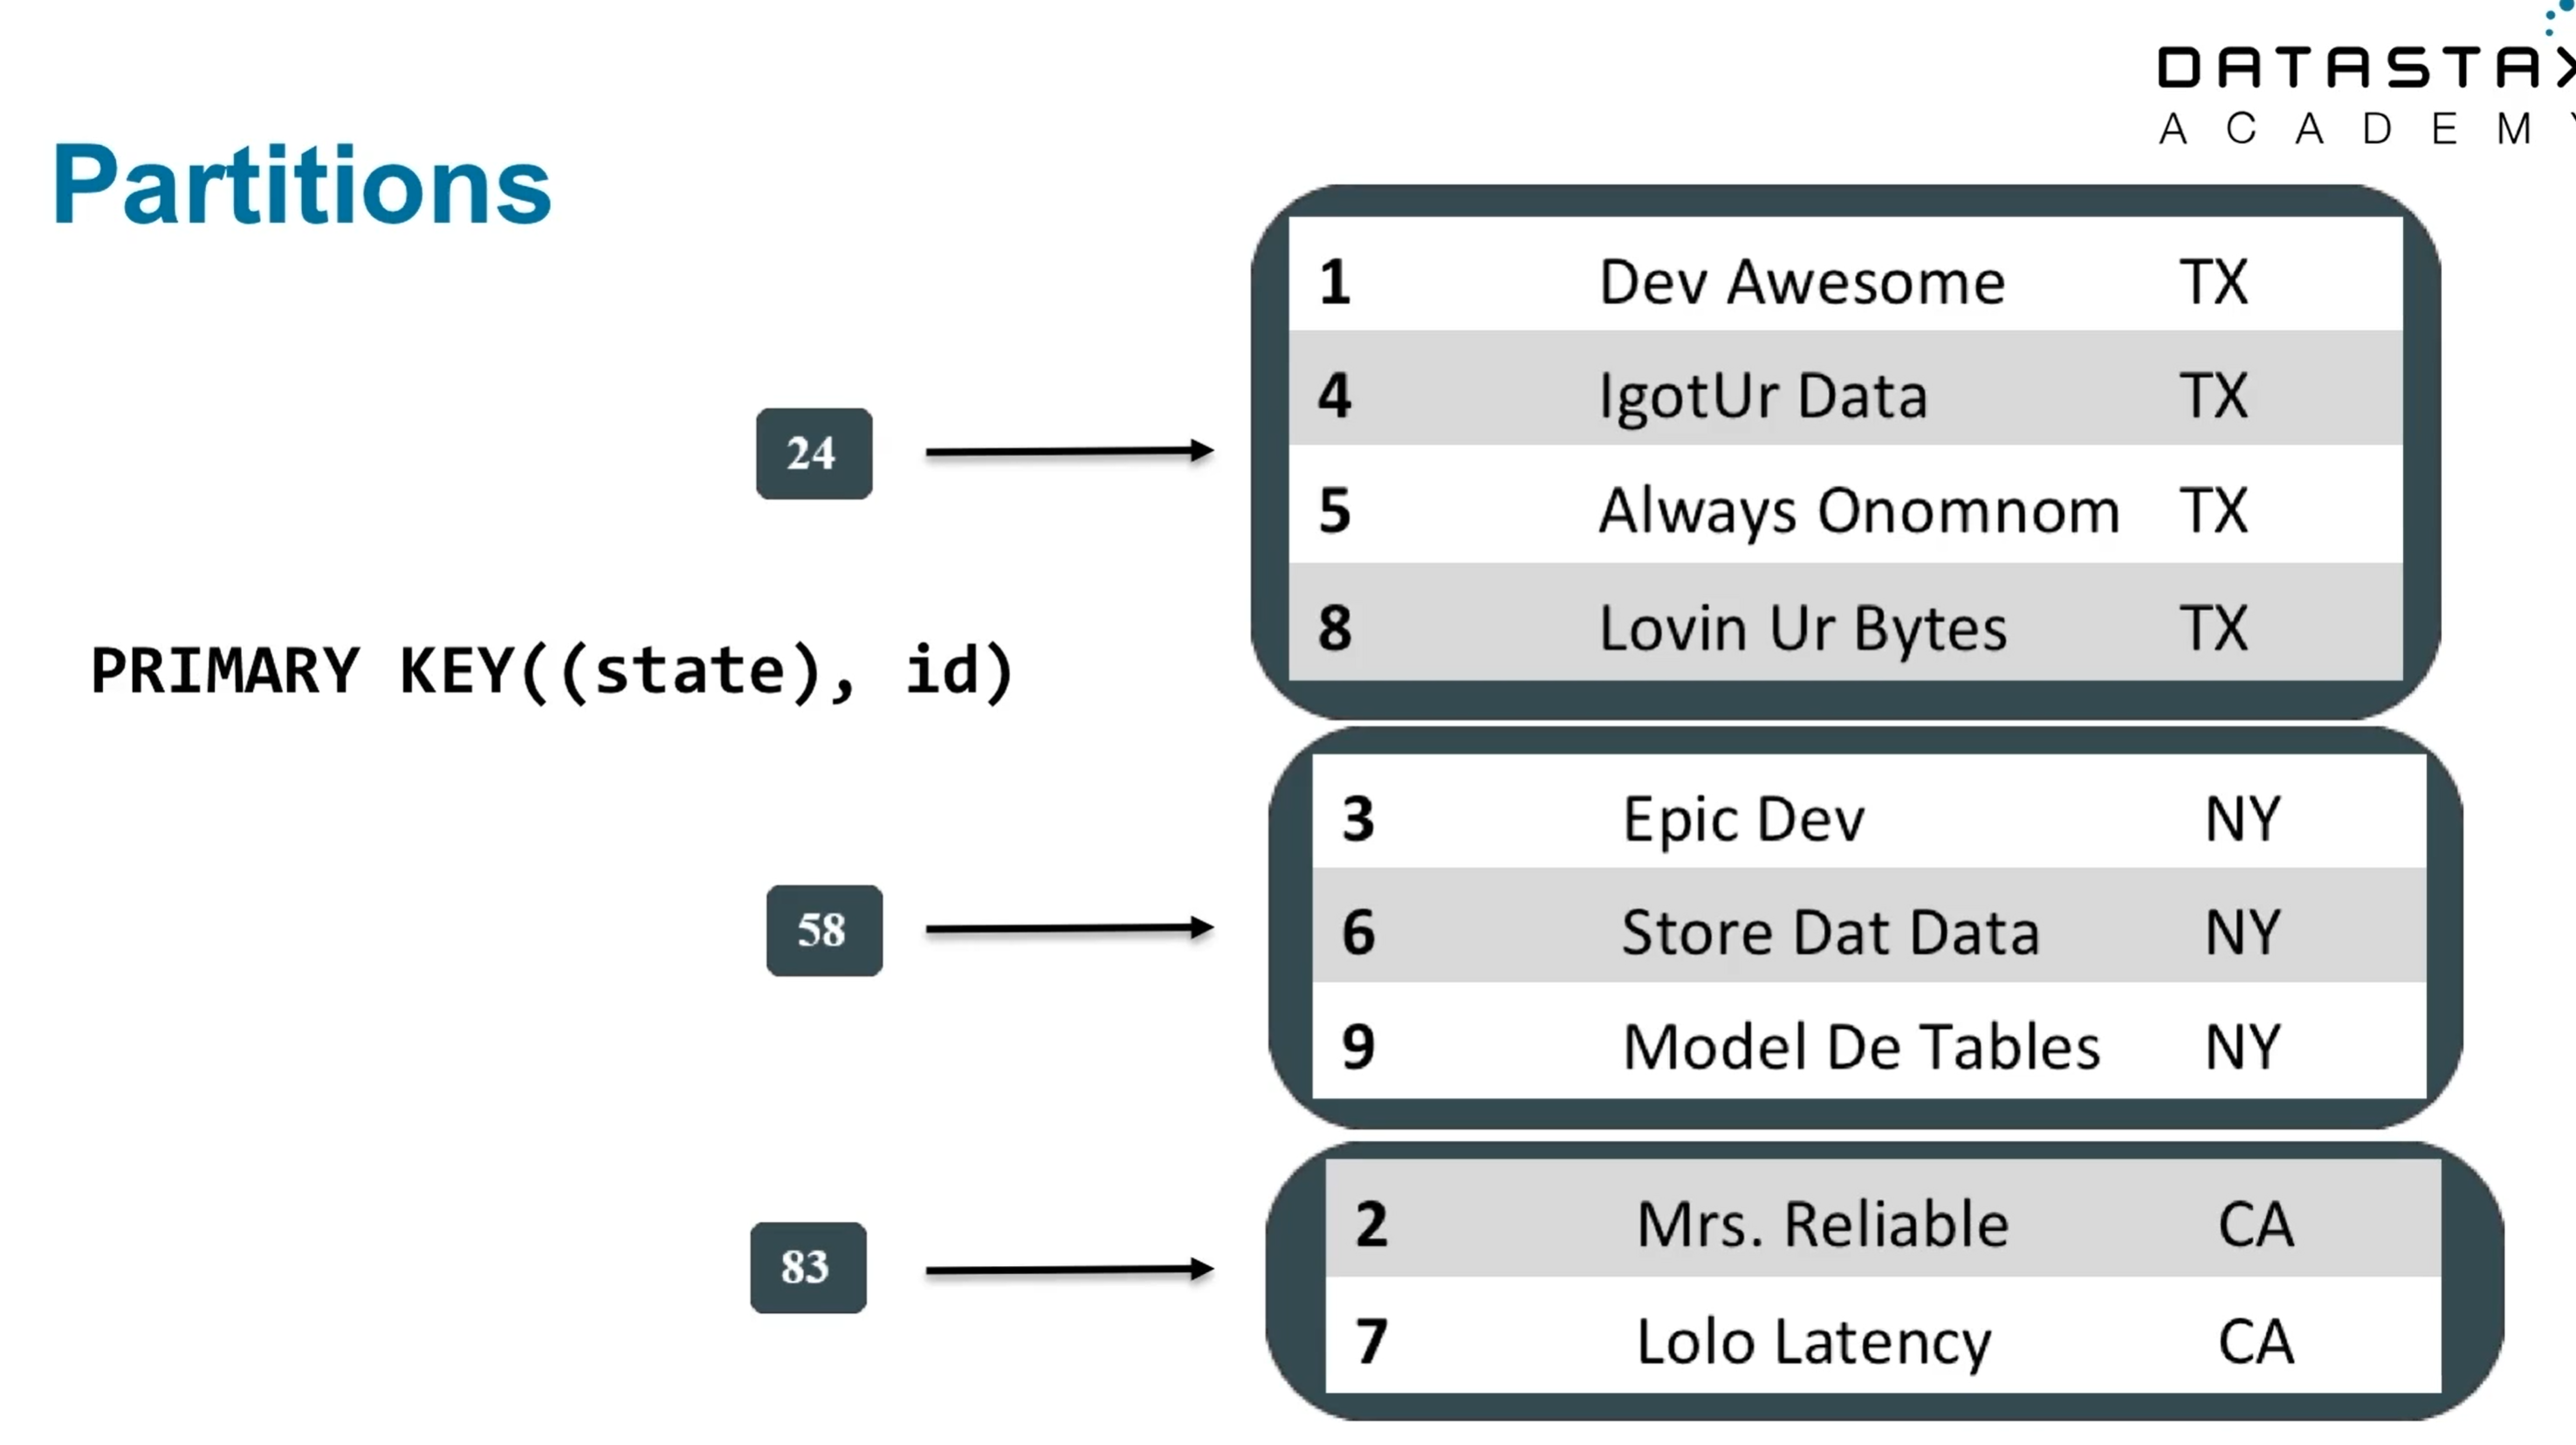 DATASTAX
ACADEMY
Partitions
1 Dev Awesome TX
4 IgotUr Data TX
24
5 Always Onomnom TX
8 Lovin Ur Bytes TX
PRIMARY KEY((state), id)
3 Epic Dev NY
58
6 Store Dat Data NY
9 Model De Tables NY
2 Mrs. Reliable CA
83
7 Lolo Latency CA